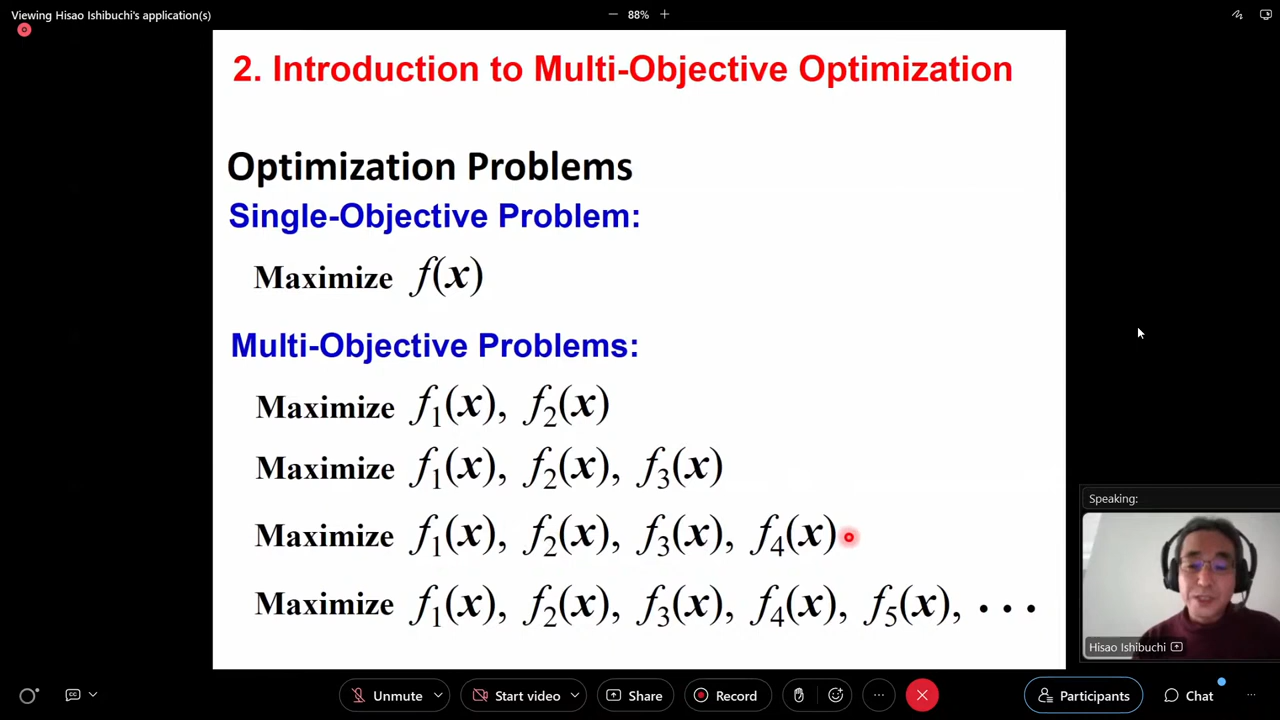 Viewing Hisao Ishibuchi's application(s)
— 88% +
2. Introduction to Multi-Objective Optimization
Optimization Problems
Single-Objective Problem:
Maximize f(x)
Multi-Objective Problems:
Maximize f₁(x), f₂(x)
Maximize f₁(x), f₂(x), f₃(x)
Maximize f₁(x), f₂(x), f₃(x), f₄(x)
Maximize f₁(x), f₂(x), f₃(x), f₄(x), f₅(x), ···
Speaking:
Hisao Ishibuchi
CC
Unmute
Start video
Share
Record
Participants
Chat